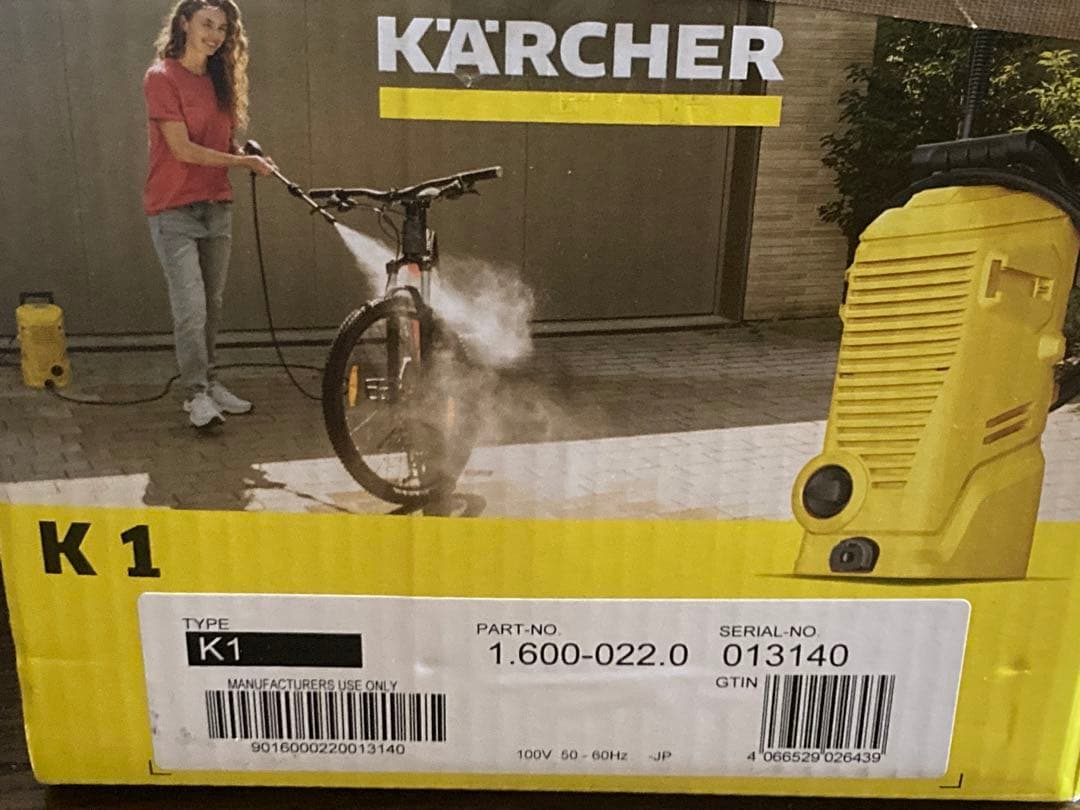 KÄRCHER
K 1
TYPE
K1
MANUFACTURERS USE ONLY
9016000220013140
PART-NO.
1.600-022.0
SERIAL-NO.
013140
GTIN
4 066529 026439
100V 50 - 60Hz -JP